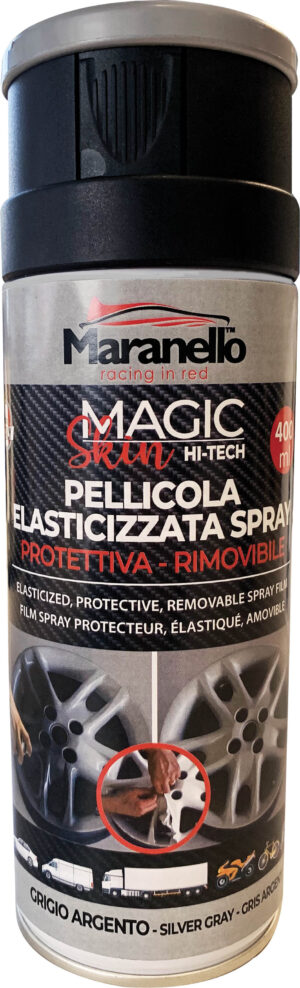 Maranello™
racing in red
MAGIC
Skin HI-TECH
400
ml
PELLICOLA
ELASTICIZZATA SPRAY
PROTETTIVA - RIMOVIBILE
ELASTICIZED, PROTECTIVE, REMOVABLE SPRAY FILM
FILM SPRAY PROTECTEUR, ÉLASTIQUÉ, AMOVIBLE
GRIGIO ARGENTO - SILVER GRAY - GRIS ARGENT